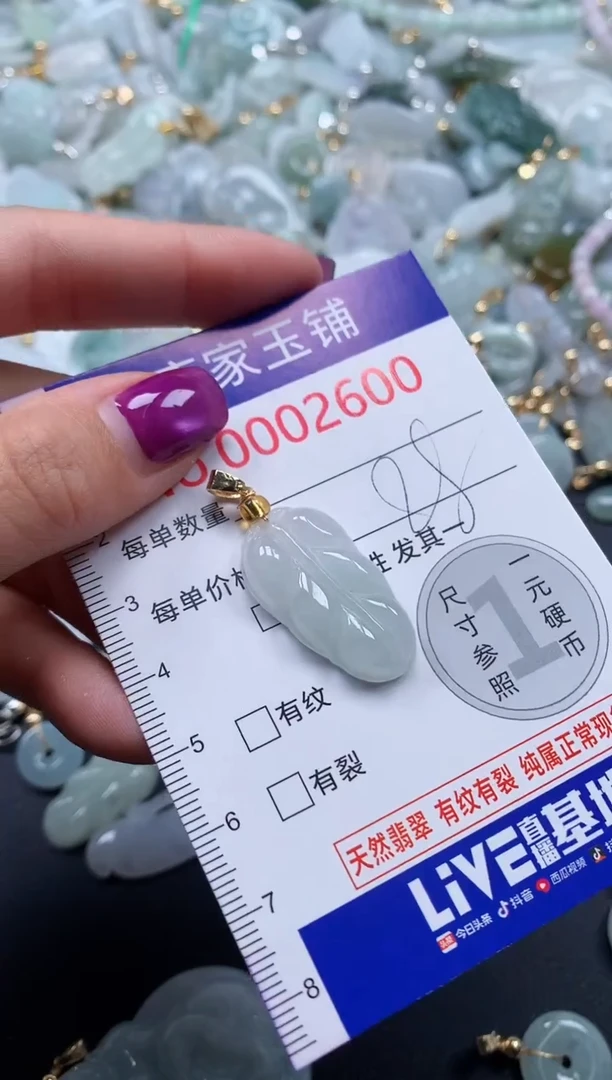 家玉铺
0002600
每单数量
每单价格
生发其一
2
3
4
5
6
7
8
尺寸参照
1
一元硬币
有纹
有裂
天然翡翠 有纹有裂 纯属正常现
LiVE直播基地
今日头条 抖音 西瓜视频